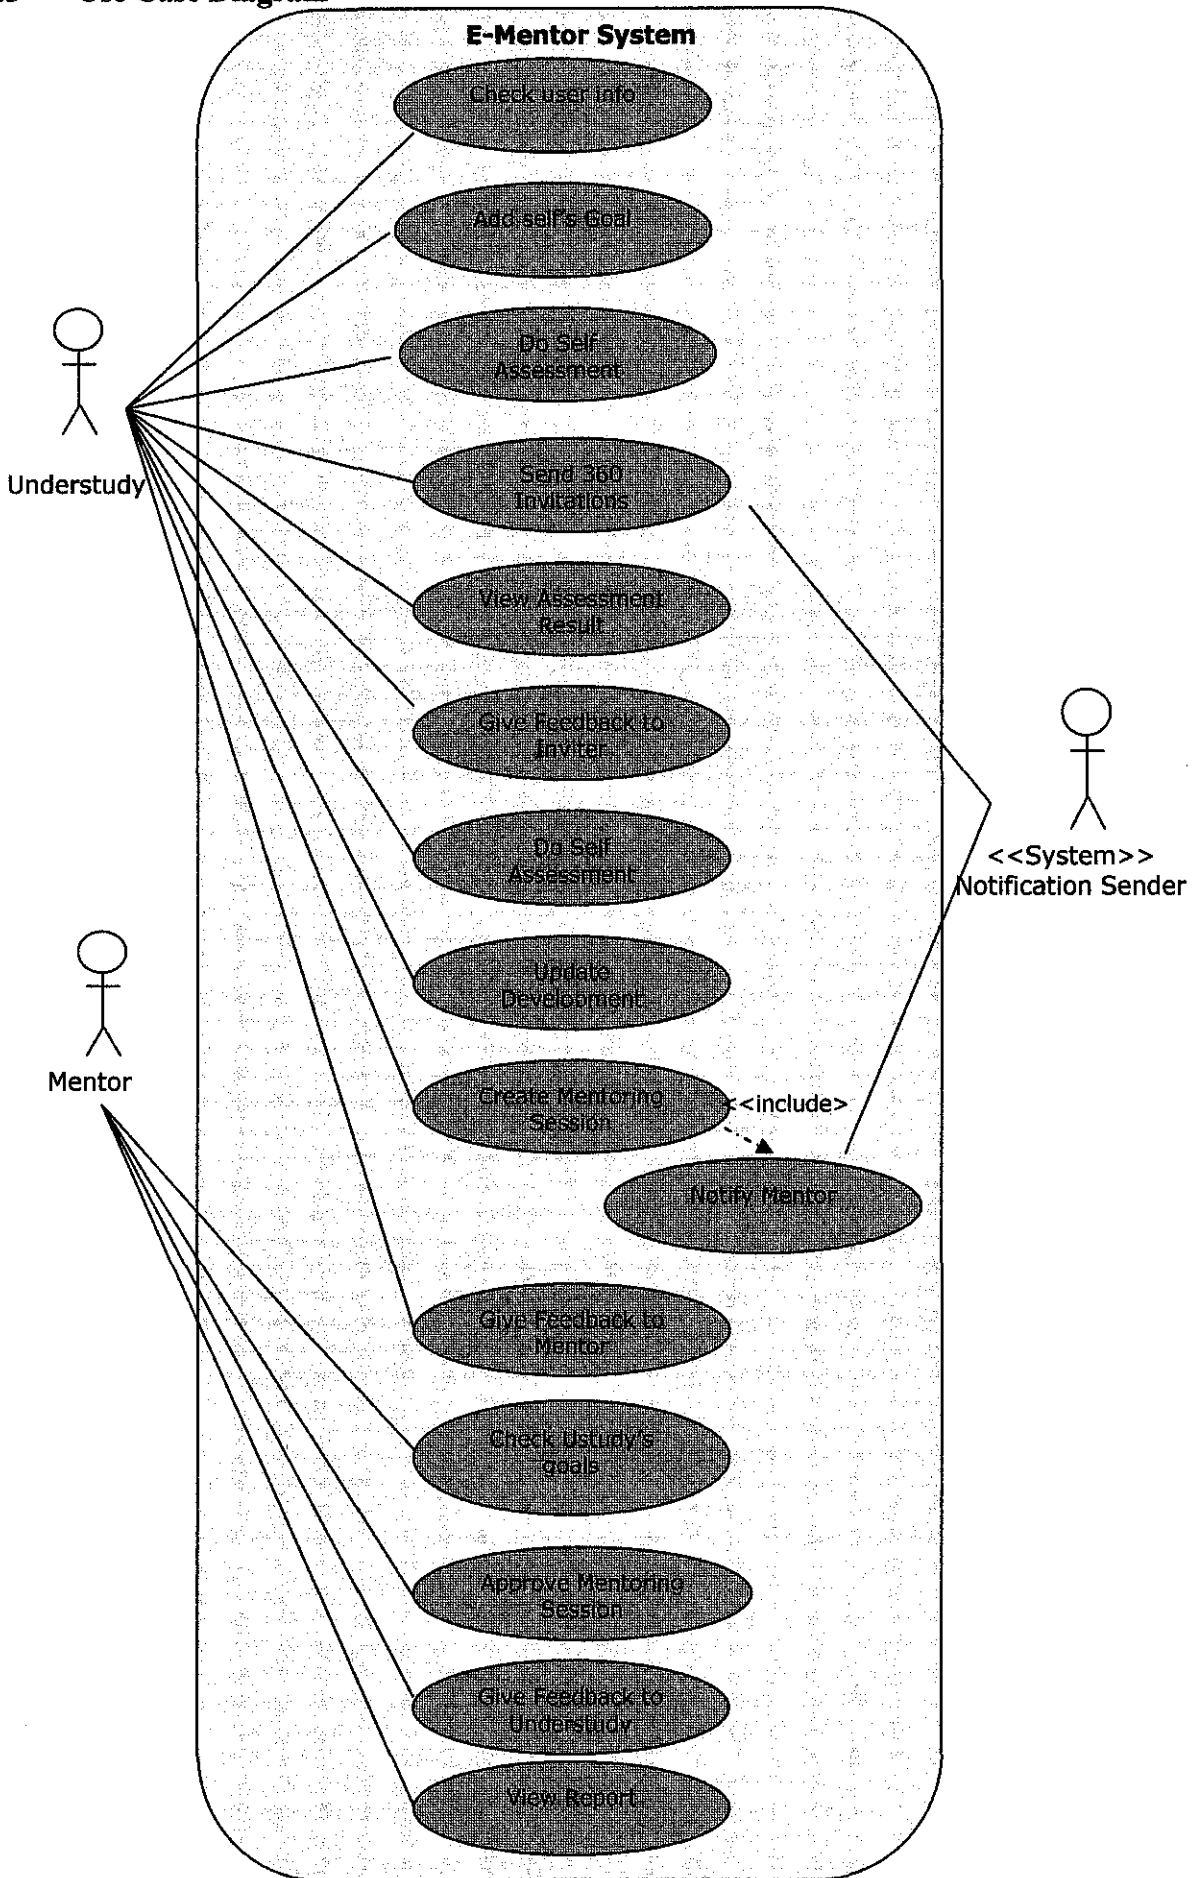 Use Case Diagram
E-Mentor System
Check user info
Add self's Goal
Do Self
Assessment
Understudy
Send 360
Invitations
View Assessment
Result
Give Feedback to
Inviter
Do Self
Assessment
<<System>>
Notification Sender
Update
Development
Mentor
Create Mentoring
Session
<<include>
Notify Mentor
Give Feedback to
Mentor
Check Ustudy's
goals
Approve Mentoring
Session
Give Feedback to
Understudy
View Report